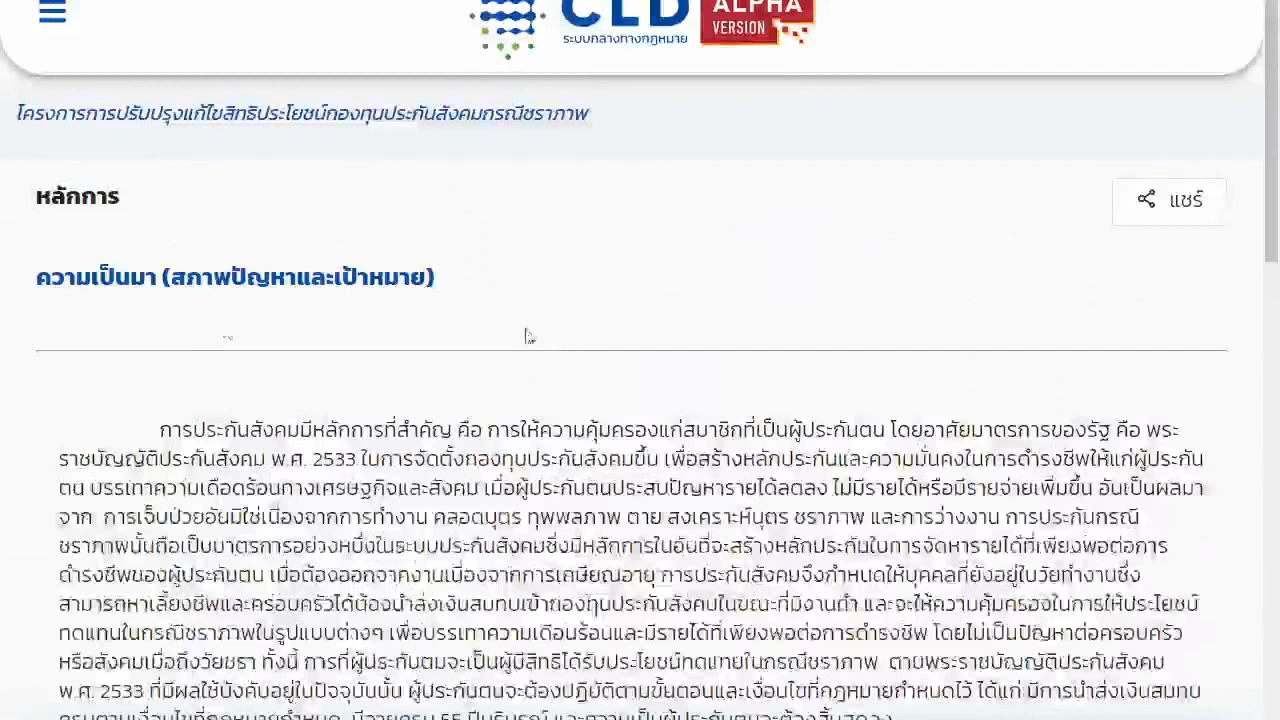 CLD
ALPHA
VERSION
ระบบกลางทางกฎหมาย
โครงการการปรับปรุงแก้ไขสิทธิประโยชน์กองทุนประกันสังคมกรณีชราภาพ
หลักการ
แชร์
ความเป็นมา (สภาพปัญหาและเป้าหมาย)
การประกันสังคมมีหลักการที่สำคัญ คือ การให้ความคุ้มครองแก่สมาชิกที่เป็นผู้ประกันตน โดยอาศัยมาตรการของรัฐ คือ พระ
ราชบัญญัติประกันสังคม พ.ศ. 2533 ในการจัดตั้งกองทุนประกันสังคมขึ้น เพื่อสร้างหลักประกันและความมั่นคงในการดำรงชีพให้แก่ผู้ประกัน
ตน บรรเทาความเดือดร้อนทางเศรษฐกิจและสังคม เมื่อผู้ประกันตนประสบปัญหารายได้ลดลง ไม่มีรายได้หรือมีรายจ่ายเพิ่มขึ้น อันเป็นผลมา
จาก การเจ็บป่วยอันมิใช่เนื่องจากการทำงาน คลอดบุตร ทุพพลภาพ ตาย สงเคราะห์บุตร ชราภาพ และการว่างงาน การประกันกรณี
ชราภาพนั้นถือเป็นมาตรการอย่างหนึ่งในระบบประกันสังคมซึ่งมีหลักการในอันที่จะสร้างหลักประกันในการจัดหารายได้ที่เพียงพอต่อการ
ดำรงชีพของผู้ประกันตน เมื่อต้องออกจากงานเนื่องจากการเกษียณอายุ การประกันสังคมจึงกำหนดให้บุคคลที่ยังอยู่ในวัยทำงานซึ่ง
สามารถหาเลี้ยงชีพและครอบครัวได้ต้องนำส่งเงินสมทบเข้ากองทุนประกันสังคมในขณะที่มีงานทำ และจะให้ความคุ้มครองในการให้ประโยชน์
ทดแทนในกรณีชราภาพในรูปแบบต่างๆ เพื่อบรรเทาความเดือนร้อนและมีรายได้ที่เพียงพอต่อการดำรงชีพ โดยไม่เป็นปัญหาต่อครอบครัว
หรือสังคมเมื่อถึงวัยชรา ทั้งนี้ การที่ผู้ประกันตนจะเป็นผู้มีสิทธิได้รับประโยชน์ทดแทนในกรณีชราภาพ ตามพระราชบัญญัติประกันสังคม
พ.ศ. 2533 ที่มีผลใช้บังคับอยู่ในปัจจุบันนั้น ผู้ประกันตนจะต้องปฏิบัติตามขั้นตอนและเงื่อนไขที่กฎหมายกำหนดไว้ ได้แก่ มีการนำส่งเงินสมทบ